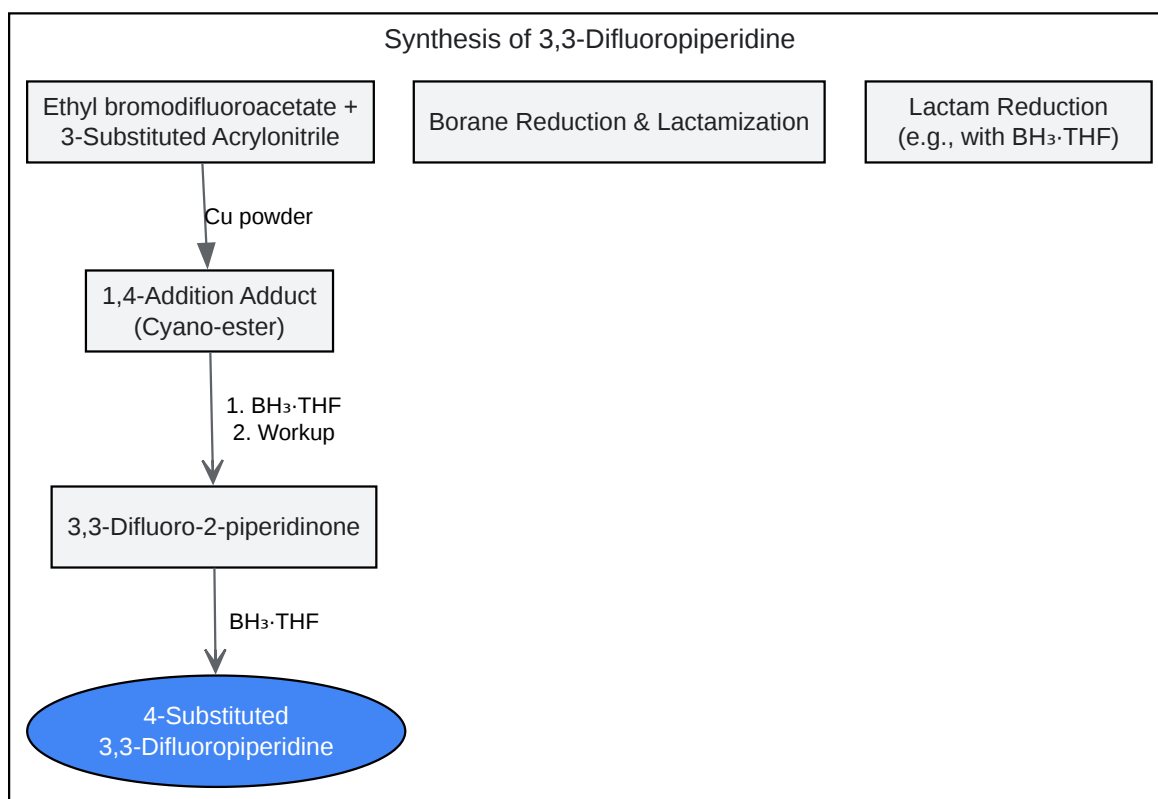 Synthesis of 3,3-Difluoropiperidine
Ethyl bromodifluoroacetate +
3-Substituted Acrylonitrile
Borane Reduction & Lactamization
Lactam Reduction
(e.g., with BH₃·THF)
Cu powder
1,4-Addition Adduct
(Cyano-ester)
1. BH₃·THF
2. Workup
3,3-Difluoro-2-piperidinone
BH₃·THF
4-Substituted
3,3-Difluoropiperidine